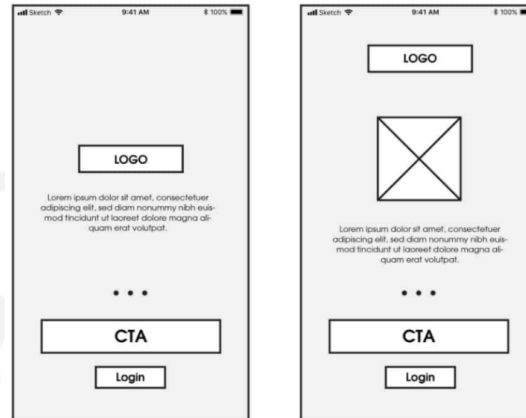 Sketch 9:41 AM 100%
LOGO
Lorem ipsum dolor sit amet, consectetuer
adipiscing elit, sed diam nonummy nibh euis-
mod tincidunt ut laoreet dolore magna ali-
quam erat volutpat.
CTA
Login
Sketch 9:41 AM 100%
LOGO
Lorem ipsum dolor sit amet, consectetuer
adipiscing elit, sed diam nonummy nibh euis-
mod tincidunt ut laoreet dolore magna ali-
quam erat volutpat.
CTA
Login